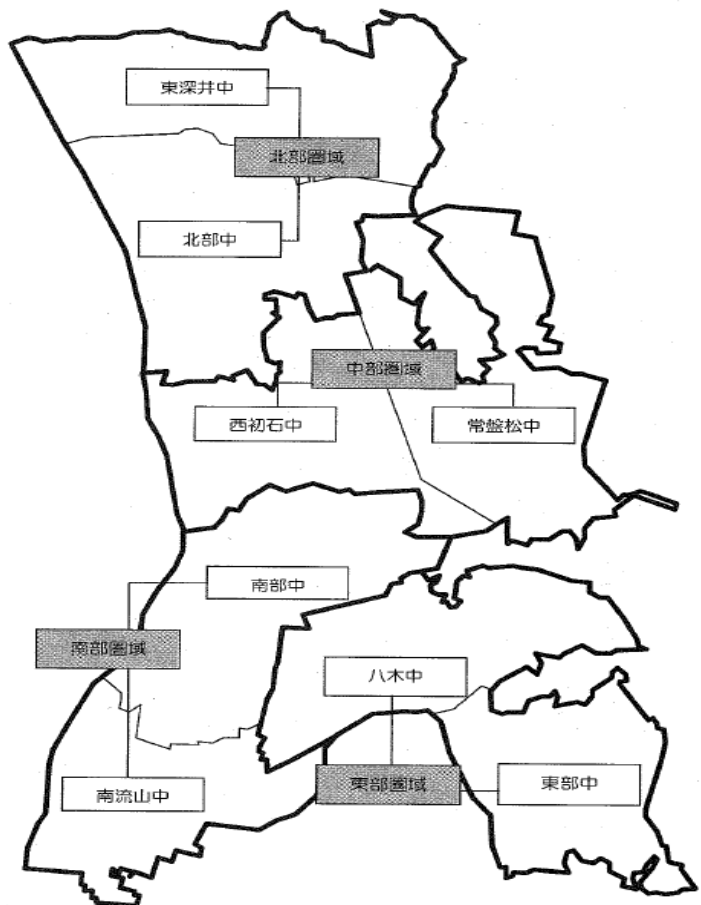 東深井中
北部圏域
北部中
中部圏域
西初石中
常盤松中
南部中
南部圏域
八木中
南流山中
東部圏域
東部中